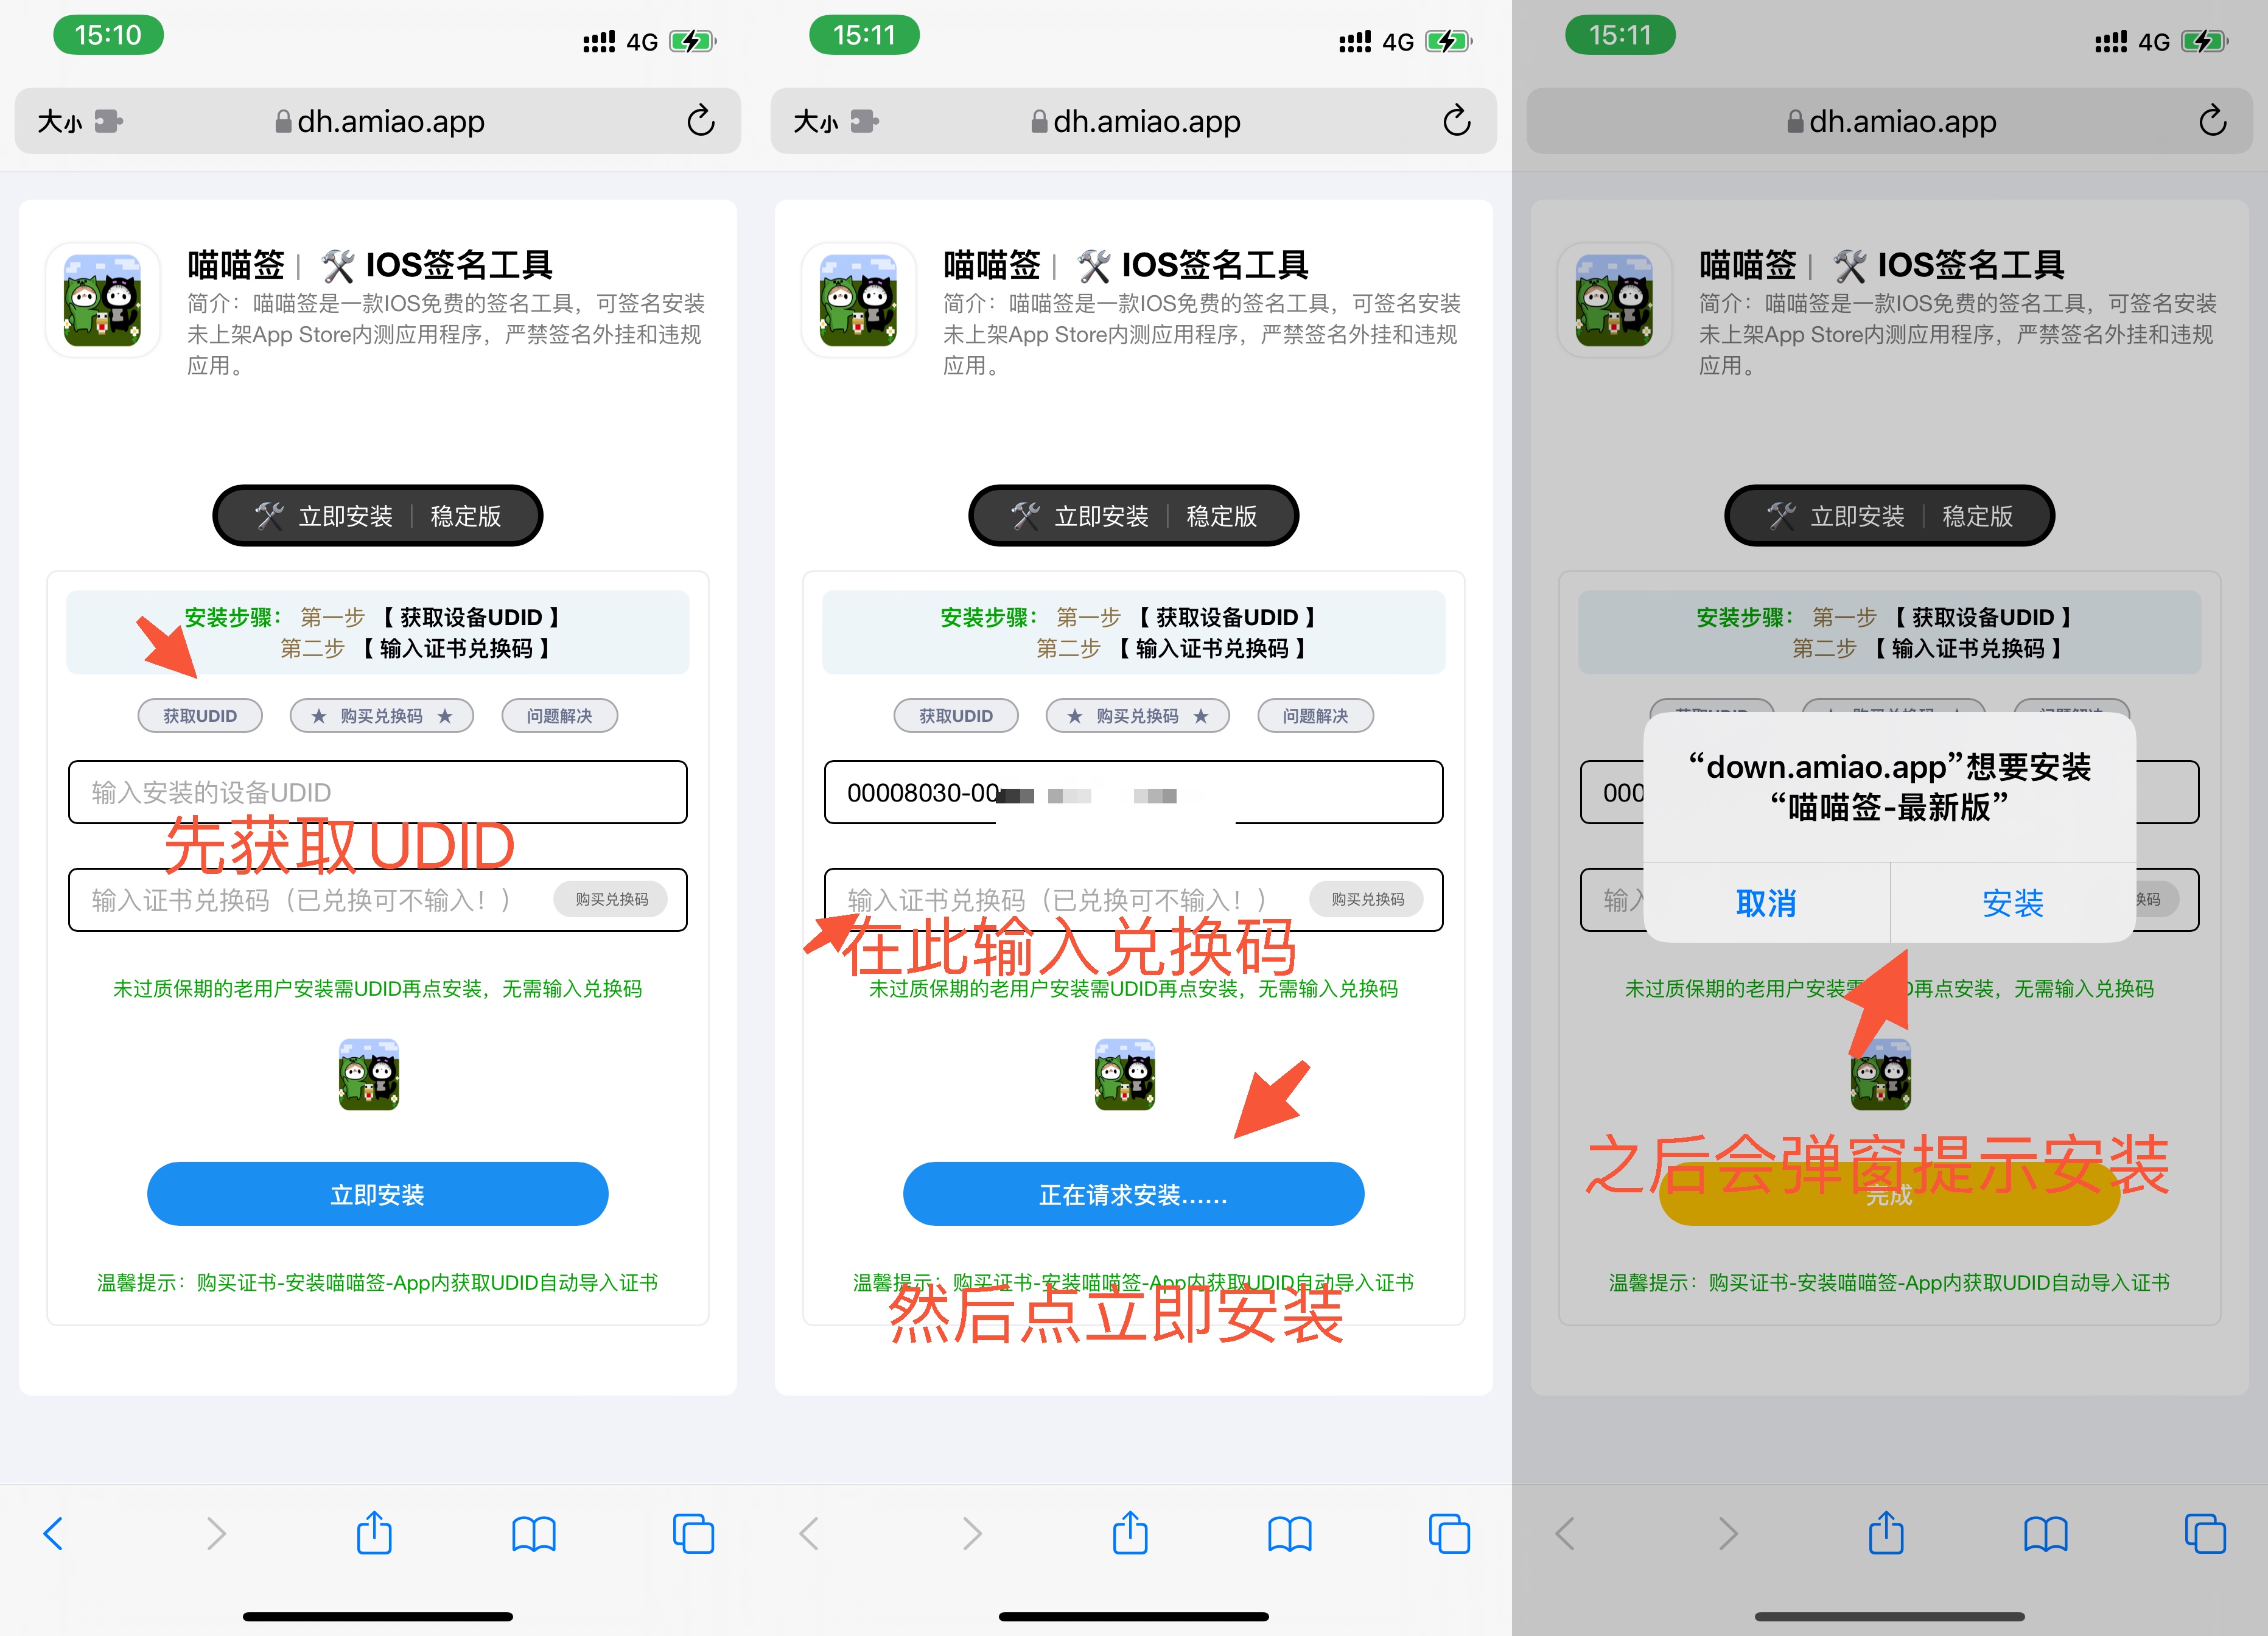 15:10
4G
大小
dh.amiao.app
喵喵签 | 🛠 IOS签名工具
简介：喵喵签是一款IOS免费的签名工具，可签名安装
未上架App Store内测应用程序，严禁签名外挂和违规
应用。
🛠 立即安装 | 稳定版
安装步骤： 第一步 【 获取设备UDID 】
第二步 【 输入证书兑换码 】
获取UDID
★ 购买兑换码 ★
问题解决
输入安装的设备UDID
先获取UDID
输入证书兑换码（已兑换可不输入！）
购买兑换码
未过质保期的老用户安装需UDID再点安装，无需输入兑换码
立即安装
温馨提示：购买证书-安装喵喵签-App内获取UDID自动导入证书
15:11
4G
大小
dh.amiao.app
喵喵签 | 🛠 IOS签名工具
简介：喵喵签是一款IOS免费的签名工具，可签名安装
未上架App Store内测应用程序，严禁签名外挂和违规
应用。
🛠 立即安装 | 稳定版
安装步骤： 第一步 【 获取设备UDID 】
第二步 【 输入证书兑换码 】
获取UDID
★ 购买兑换码 ★
问题解决
00008030-00
输入证书兑换码（已兑换可不输入！）
购买兑换码
在此输入兑换码
未过质保期的老用户安装需UDID再点安装，无需输入兑换码
正在请求安装......
温馨提示：购买证书-安装喵喵签-App内获取UDID自动导入证书
然后点立即安装
15:11
4G
dh.amiao.app
喵喵签 | 🛠 IOS签名工具
简介：喵喵签是一款IOS免费的签名工具，可签名安装
未上架App Store内测应用程序，严禁签名外挂和违规
应用。
🛠 立即安装 | 稳定版
安装步骤： 第一步 【 获取设备UDID 】
第二步 【 输入证书兑换码 】
“down.amiao.app”想要安装
“喵喵签-最新版”
000
取消
安装
输
换码
未过质保期的老用户安装需 D再点安装，无需输入兑换码
之后会弹窗提示安装
完成
温馨提示：购买证书-安装喵喵签-App内获取UDID自动导入证书